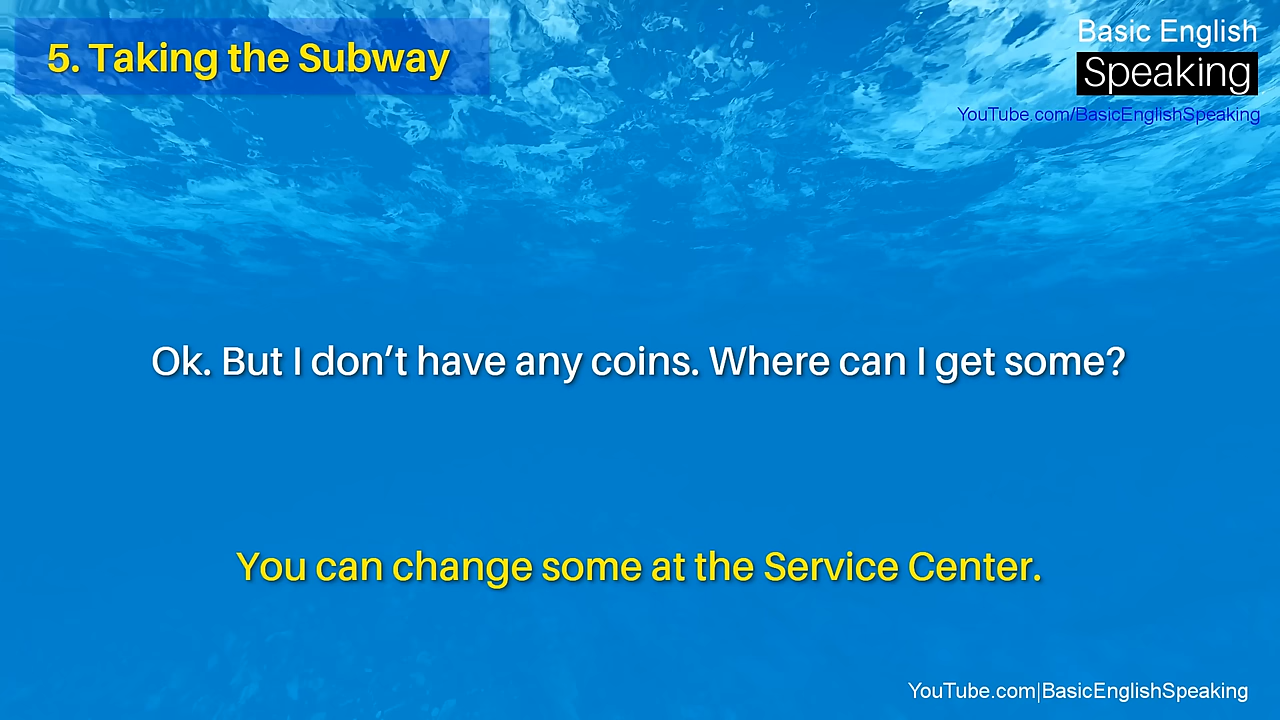 5. Taking the Subway
Basic English
Speaking
YouTube.com/BasicEnglishSpeaking
Ok. But I don’t have any coins. Where can I get some?
You can change some at the Service Center.
YouTube.com|BasicEnglishSpeaking